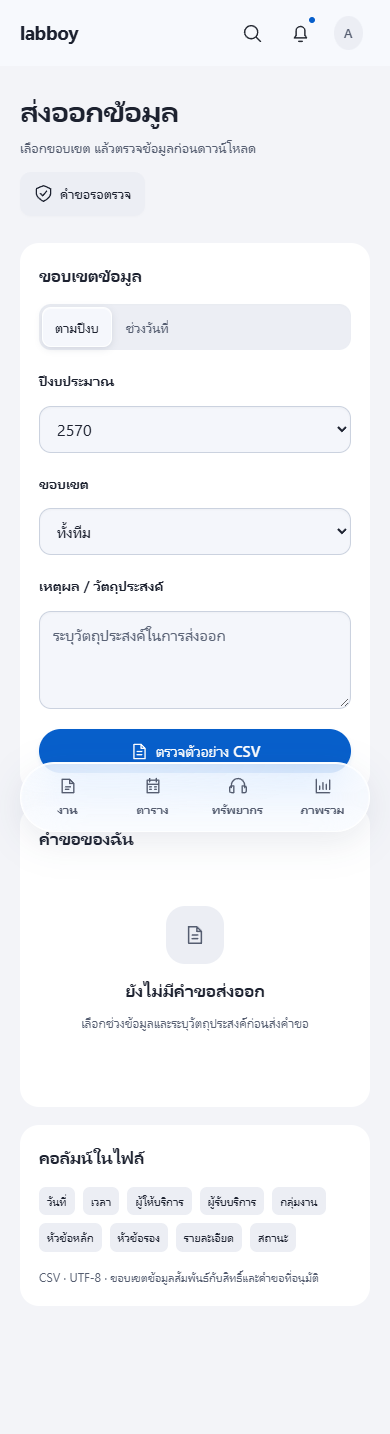 labboy
A
ส่งออกข้อมูล
เลือกขอบเขต แล้วตรวจข้อมูลก่อนดาวน์โหลด
คำขอรอตรวจ
ขอบเขตข้อมูล
ตามปีงบ ช่วงวันที่
ปีงบประมาณ
2570
ขอบเขต
ทั้งทีม
เหตุผล / วัตถุประสงค์
ระบุวัตถุประสงค์ในการส่งออก
ตรวจตัวอย่าง CSV
งาน ตาราง ทรัพยากร ภาพรวม
คำขอของฉัน
ยังไม่มีคำขอส่งออก
เลือกช่วงข้อมูลและระบุวัตถุประสงค์ก่อนส่งคำขอ
คอลัมน์ในไฟล์
วันที่ เวลา ผู้ให้บริการ ผู้รับบริการ กลุ่มงาน
หัวข้อหลัก หัวข้อรอง รายละเอียด สถานะ
CSV · UTF-8 · ขอบเขตข้อมูลสัมพันธ์กับสิทธิ์และคำขอที่อนุมัติ